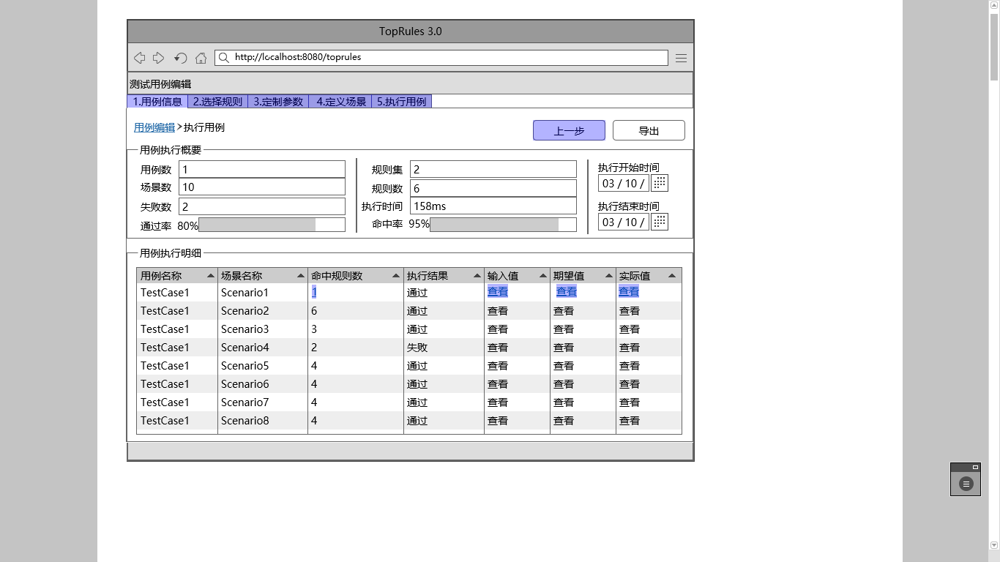 TopRules 3.0
http://localhost:8080/toprules
测试用例编辑
1.用例信息 2.选择规则 3.定制参数 4.定义场景 5.执行用例
用例编辑>执行用例 上一步 导出
用例执行概要
用例数 1 规则集 2 执行开始时间
场景数 10 规则数 6 03 / 10 /
失败数 2 执行时间 158ms 执行结束时间
通过率 80% 命中率 95% 03 / 10 /
用例执行明细
用例名称 场景名称 命中规则数 执行结果 输入值 期望值 实际值
TestCase1 Scenario1 1 通过 查看 查看 查看
TestCase1 Scenario2 6 通过 查看 查看 查看
TestCase1 Scenario3 3 通过 查看 查看 查看
TestCase1 Scenario4 2 失败 查看 查看 查看
TestCase1 Scenario5 4 通过 查看 查看 查看
TestCase1 Scenario6 4 通过 查看 查看 查看
TestCase1 Scenario7 4 通过 查看 查看 查看
TestCase1 Scenario8 4 通过 查看 查看 查看